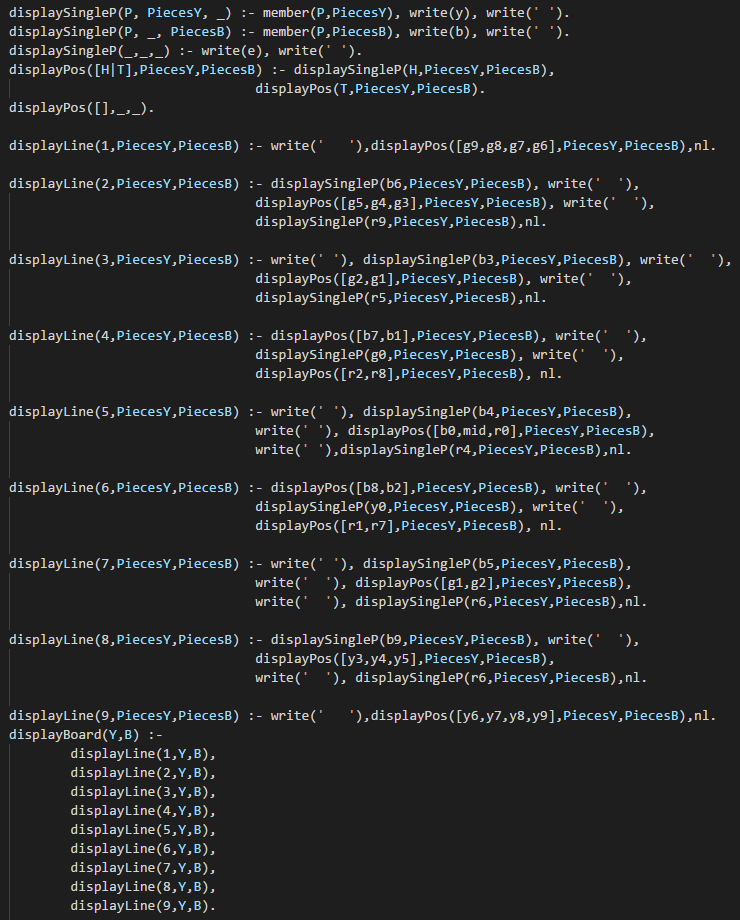 displaySingleP(P, PiecesY, _) :- member(P,PiecesY), write(y), write(' ').
displaySingleP(P, _, PiecesB) :- member(P,PiecesB), write(b), write(' ').
displaySingleP(_,_,_) :- write(e), write(' ').
displayPos([H|T],PiecesY,PiecesB) :- displaySingleP(H,PiecesY,PiecesB),
                                displayPos(T,PiecesY,PiecesB).
displayPos([],_,_).

displayLine(1,PiecesY,PiecesB) :- write('   '),displayPos([g9,g8,g7,g6],PiecesY,PiecesB),nl.

displayLine(2,PiecesY,PiecesB) :- displaySingleP(b6,PiecesY,PiecesB), write('  '),
                                displayPos([g5,g4,g3],PiecesY,PiecesB), write('  '),
                                displaySingleP(r9,PiecesY,PiecesB),nl.

displayLine(3,PiecesY,PiecesB) :- write(' '), displaySingleP(b3,PiecesY,PiecesB), write('  '),
                                displayPos([g2,g1],PiecesY,PiecesB), write('  '),
                                displaySingleP(r5,PiecesY,PiecesB),nl.

displayLine(4,PiecesY,PiecesB) :- displayPos([b7,b1],PiecesY,PiecesB), write('  '),
                                displaySingleP(g0,PiecesY,PiecesB), write('  '),
                                displayPos([r2,r8],PiecesY,PiecesB), nl.

displayLine(5,PiecesY,PiecesB) :- write(' '), displaySingleP(b4,PiecesY,PiecesB),
                                write(' '), displayPos([b0,mid,r0],PiecesY,PiecesB),
                                write(' '),displaySingleP(r4,PiecesY,PiecesB),nl.

displayLine(6,PiecesY,PiecesB) :- displayPos([b8,b2],PiecesY,PiecesB), write('  '),
                                displaySingleP(y0,PiecesY,PiecesB), write('  '),
                                displayPos([r1,r7],PiecesY,PiecesB), nl.

displayLine(7,PiecesY,PiecesB) :- write(' '), displaySingleP(b5,PiecesY,PiecesB),
                                write('  '), displayPos([g1,g2],PiecesY,PiecesB),
                                write('  '), displaySingleP(r6,PiecesY,PiecesB),nl.

displayLine(8,PiecesY,PiecesB) :- displaySingleP(b9,PiecesY,PiecesB), write('  '),
                                displayPos([y3,y4,y5],PiecesY,PiecesB),
                                write('  '), displaySingleP(r6,PiecesY,PiecesB),nl.

displayLine(9,PiecesY,PiecesB) :- write('   '),displayPos([y6,y7,y8,y9],PiecesY,PiecesB),nl.
displayBoard(Y,B) :-
        displayLine(1,Y,B),
        displayLine(2,Y,B),
        displayLine(3,Y,B),
        displayLine(4,Y,B),
        displayLine(5,Y,B),
        displayLine(6,Y,B),
        displayLine(7,Y,B),
        displayLine(8,Y,B),
        displayLine(9,Y,B).